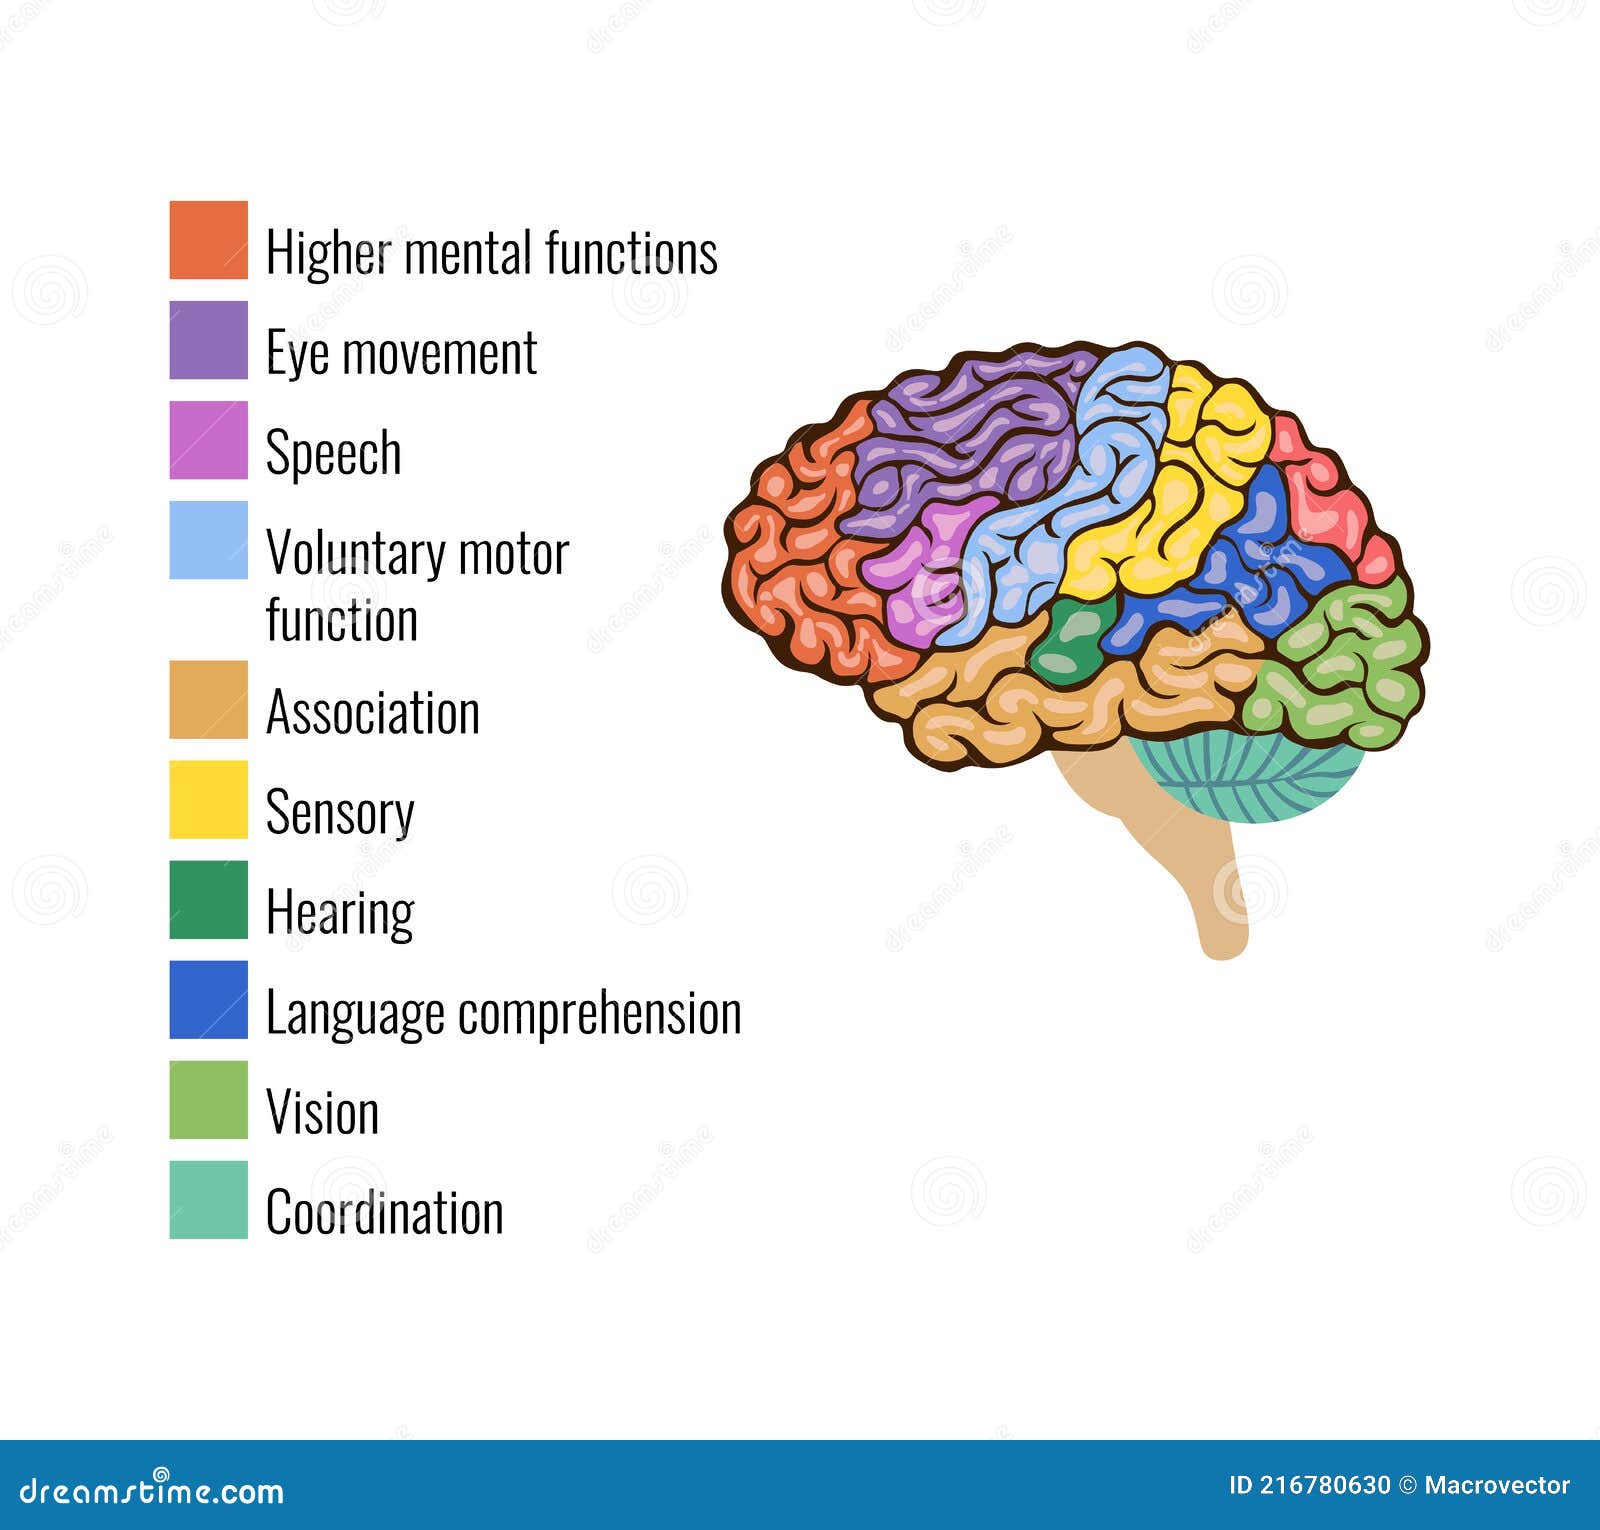 Higher mental functions
Eye movement
Speech
Voluntary motor
function
Association
Sensory
Hearing
Language comprehension
Vision
Coordination
dreamstime.com
ID 216780630 © Macrovector